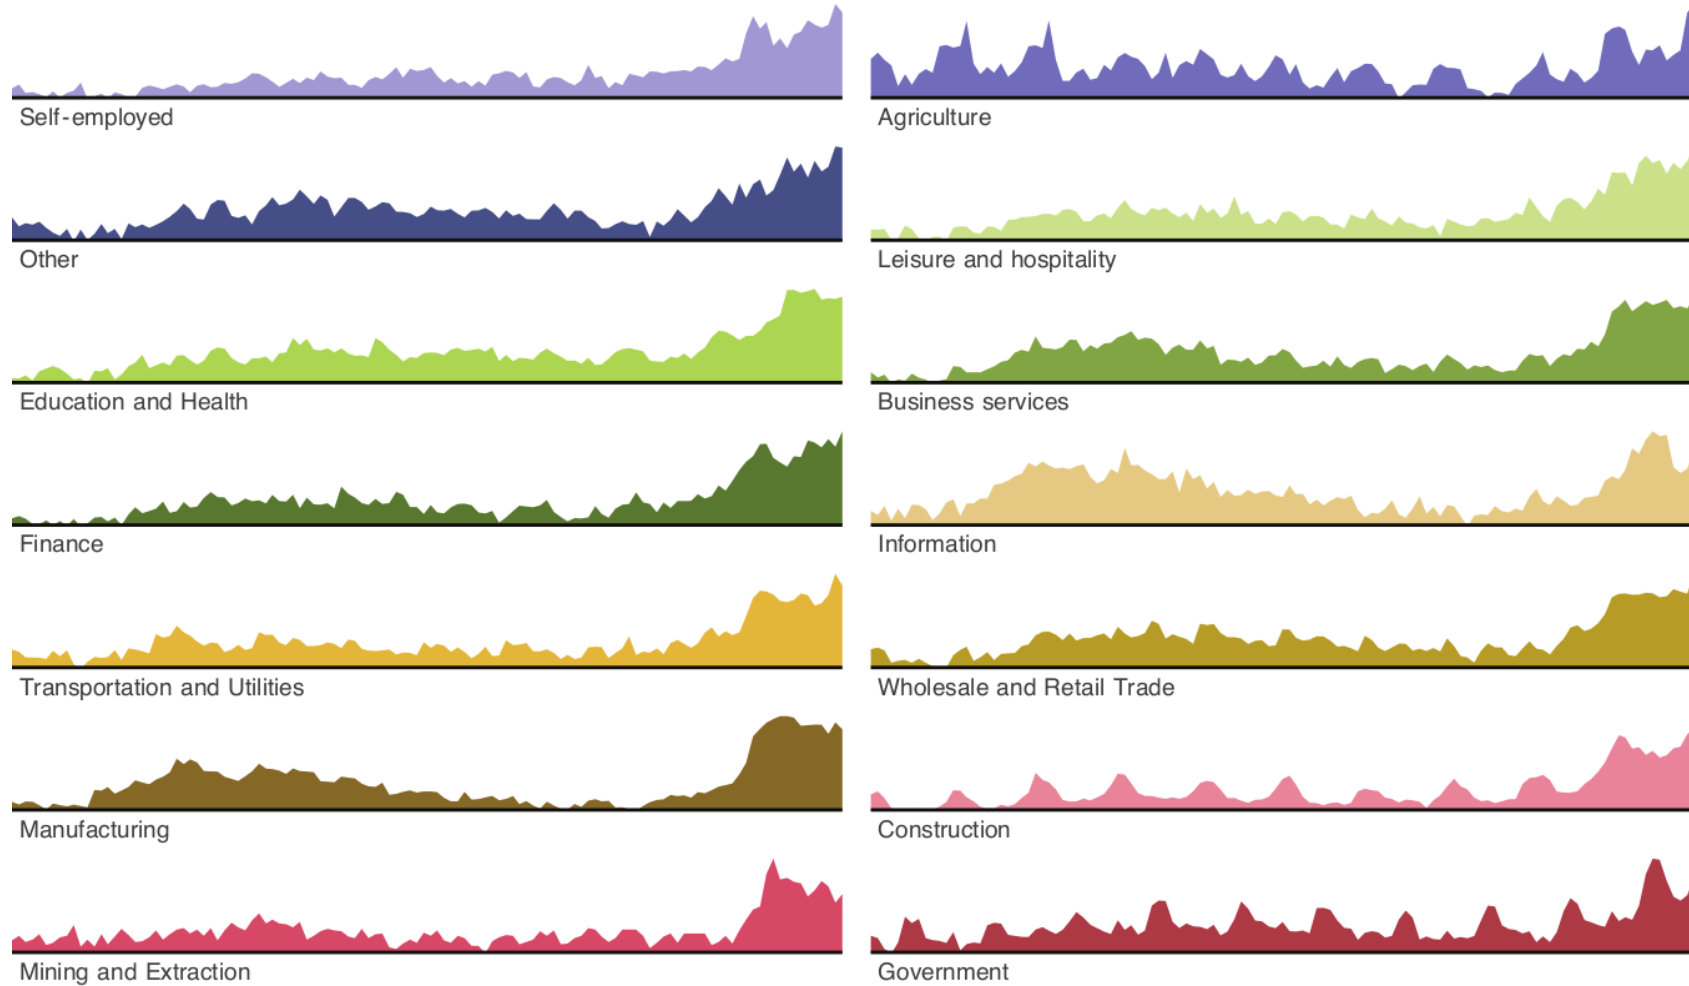 Self-employed
Agriculture
Other
Leisure and hospitality
Education and Health
Business services
Finance
Information
Transportation and Utilities
Wholesale and Retail Trade
Manufacturing
Construction
Mining and Extraction
Government